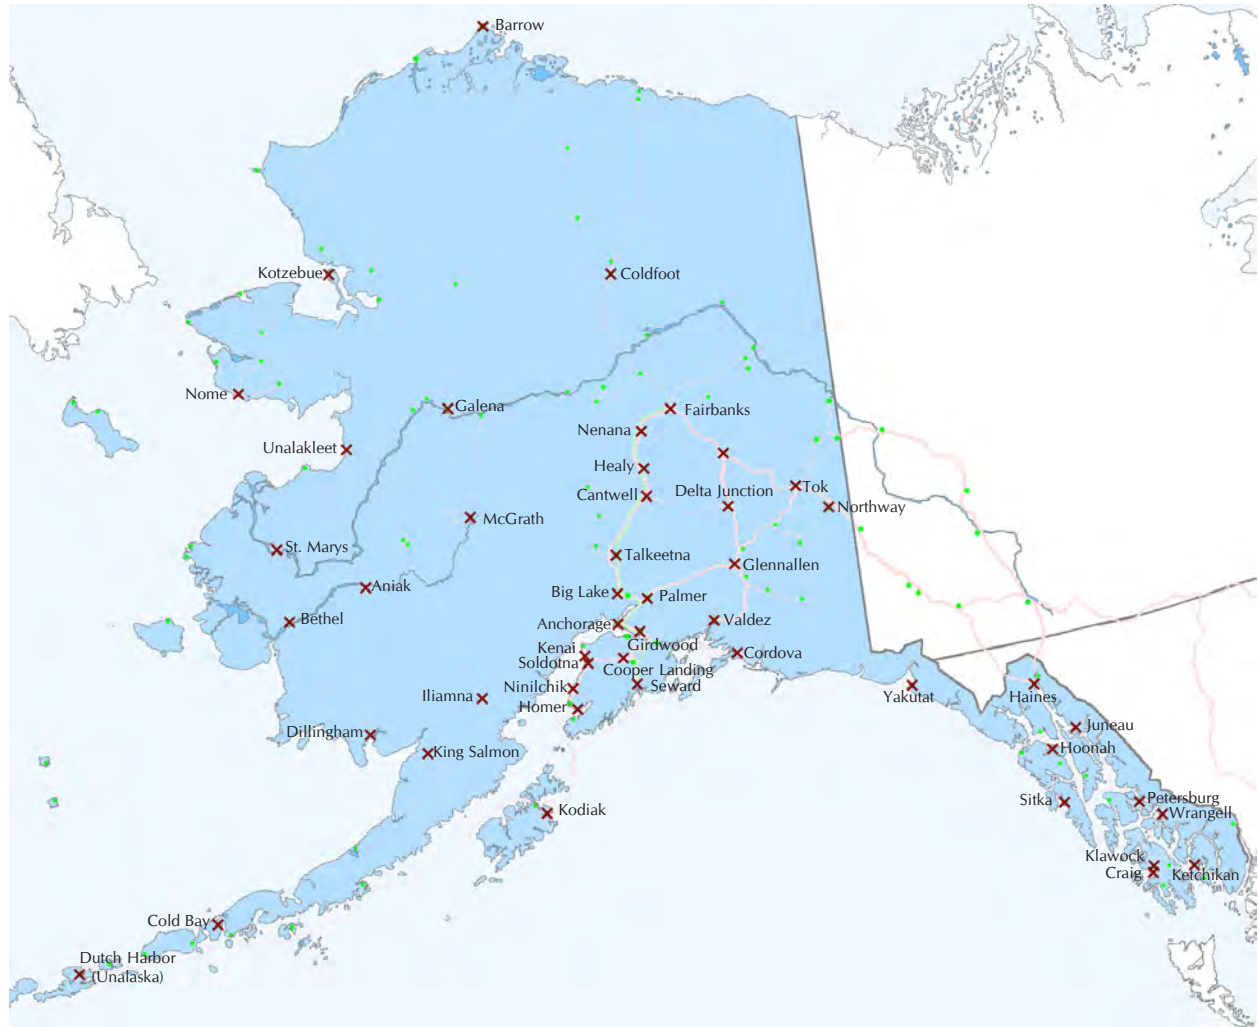 Barrow
Kotzebue
Coldfoot
Nome
Galena
Fairbanks
Nenana
Unalakleet
Healy
Cantwell
Delta Junction
Tok
Northway
McGrath
St. Marys
Talkeetna
Glennallen
Aniak
Big Lake
Palmer
Bethel
Anchorage
Valdez
Girdwood
Kenai
Soldotna
Cordova
Cooper Landing
Seward
Ninilchik
Iliamna
Homer
Yakutat
Haines
Dillingham
Juneau
King Salmon
Hoonah
Sitka
Petersburg
Wrangell
Kodiak
Klawock
Craig
Ketchikan
Cold Bay
Dutch Harbor
(Unalaska)